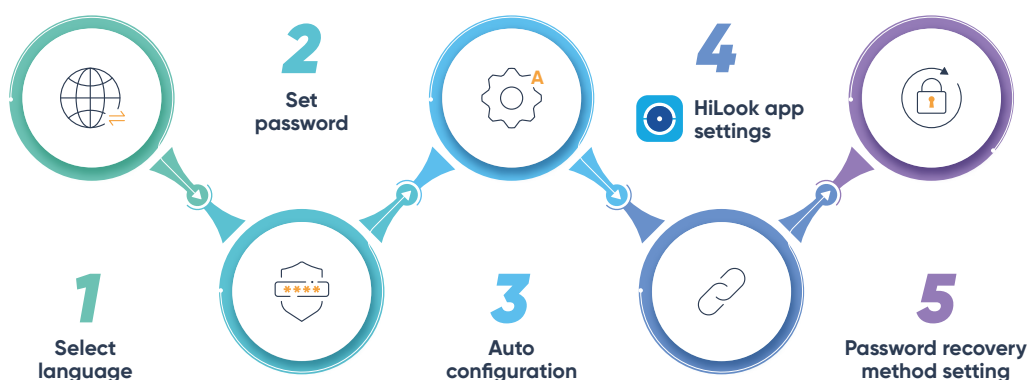 1
Select
language
2
Set
password
****
3
Auto
configuration
A
4
HiLook app
settings
5
Password recovery
method setting